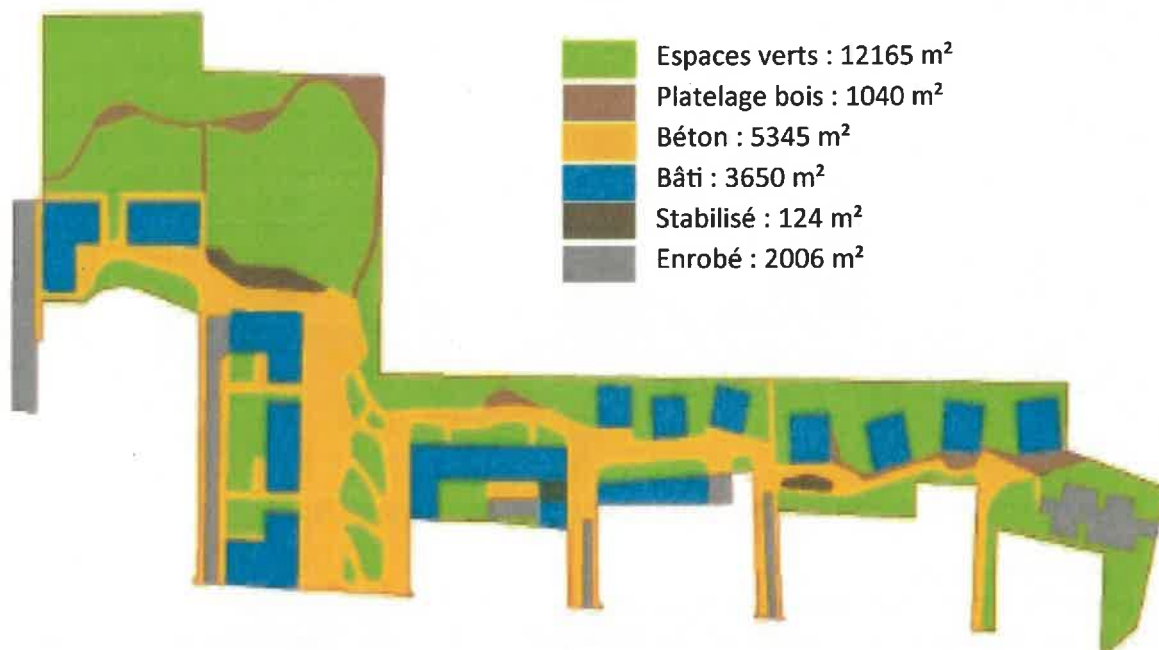 Espaces verts : 12165 m²
Platelage bois : 1040 m²
Béton : 5345 m²
Bâti : 3650 m²
Stabilisé : 124 m²
Enrobé : 2006 m²